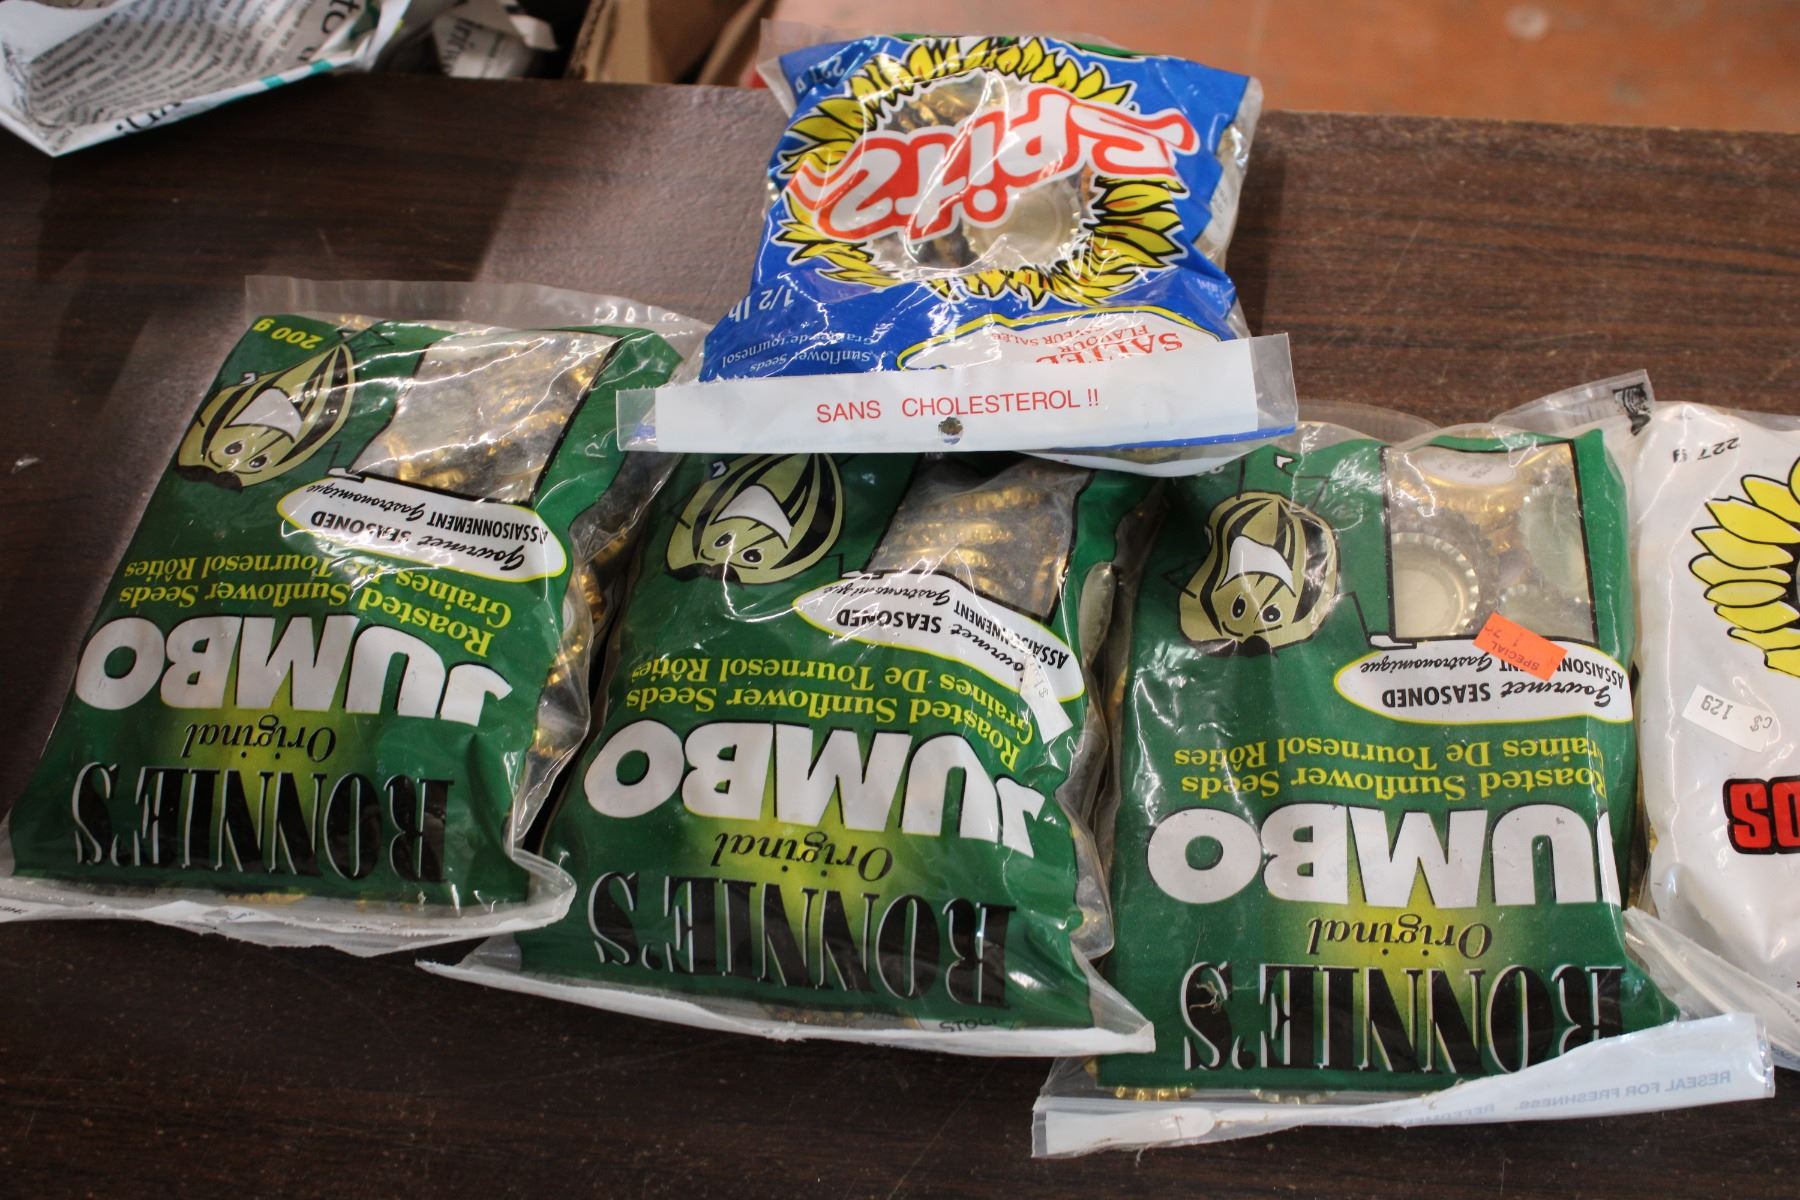 Spitz
SALTED
FLAVOUR SALÉE
1/2 lb
Sunflower Seeds
Graines de tournesol
SANS CHOLESTEROL !!
BONNIE'S
Original
JUMBO
Roasted Sunflower Seeds
Graines De Tournesol Rôties
Gourmet SEASONED
ASSAISONNEMENT Gastronomique
200 g
BONNIE'S
Original
JUMBO
Roasted Sunflower Seeds
Graines De Tournesol Rôties
Gourmet SEASONED
ASSAISONNEMENT Gastronomique
BONNIE'S
Original
JUMBO
Roasted Sunflower Seeds
Graines De Tournesol Rôties
Gourmet SEASONED
Gastronomique
SPECIAL
RESEAL FOR FRESHNESS.
227 g
C$
129